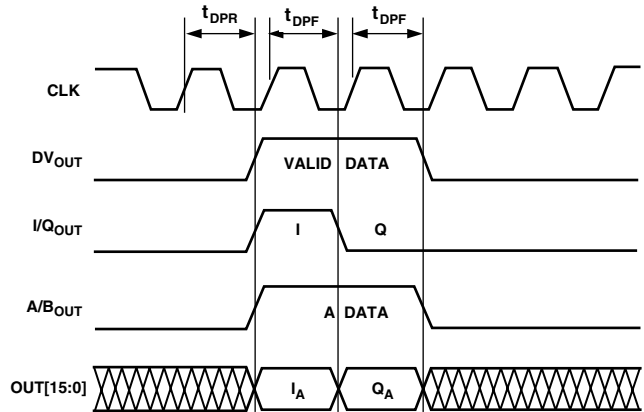 tDPR tDPF tDPF
CLK
DVOUT VALID DATA
I/QOUT I Q
A/BOUT A DATA
OUT[15:0] IA QA